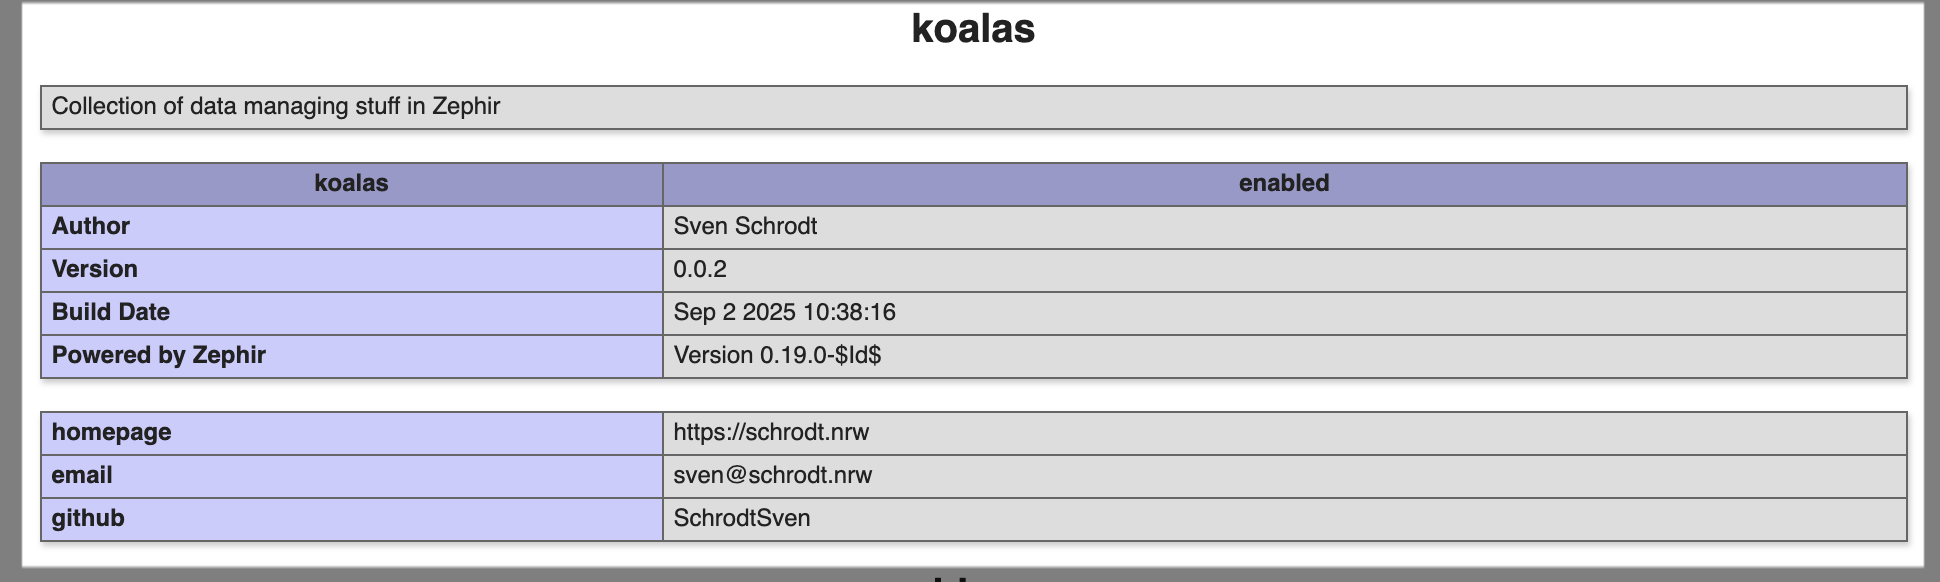 koalas
Collection of data managing stuff in Zephir
koalas enabled
Author Sven Schrodt
Version 0.0.2
Build Date Sep 2 2025 10:38:16
Powered by Zephir Version 0.19.0-$Id$
homepage https://schrodt.nrw
email sven@schrodt.nrw
github SchrodtSven